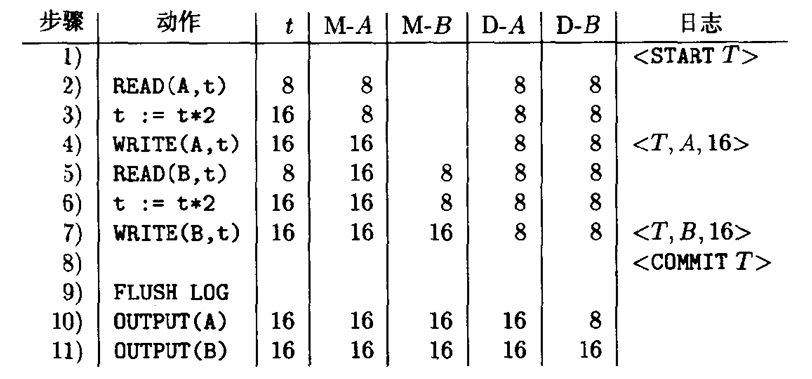 步骤 动作 t M-A M-B D-A D-B 日志
1) <START T>
2) READ(A,t) 8 8 8 8
3) t := t*2 16 8 8 8
4) WRITE(A,t) 16 16 8 8 <T, A, 16>
5) READ(B,t) 8 16 8 8 8
6) t := t*2 16 16 8 8 8
7) WRITE(B,t) 16 16 16 8 8 <T, B, 16>
8) <COMMIT T>
9) FLUSH LOG
10) OUTPUT(A) 16 16 16 16 8
11) OUTPUT(B) 16 16 16 16 16